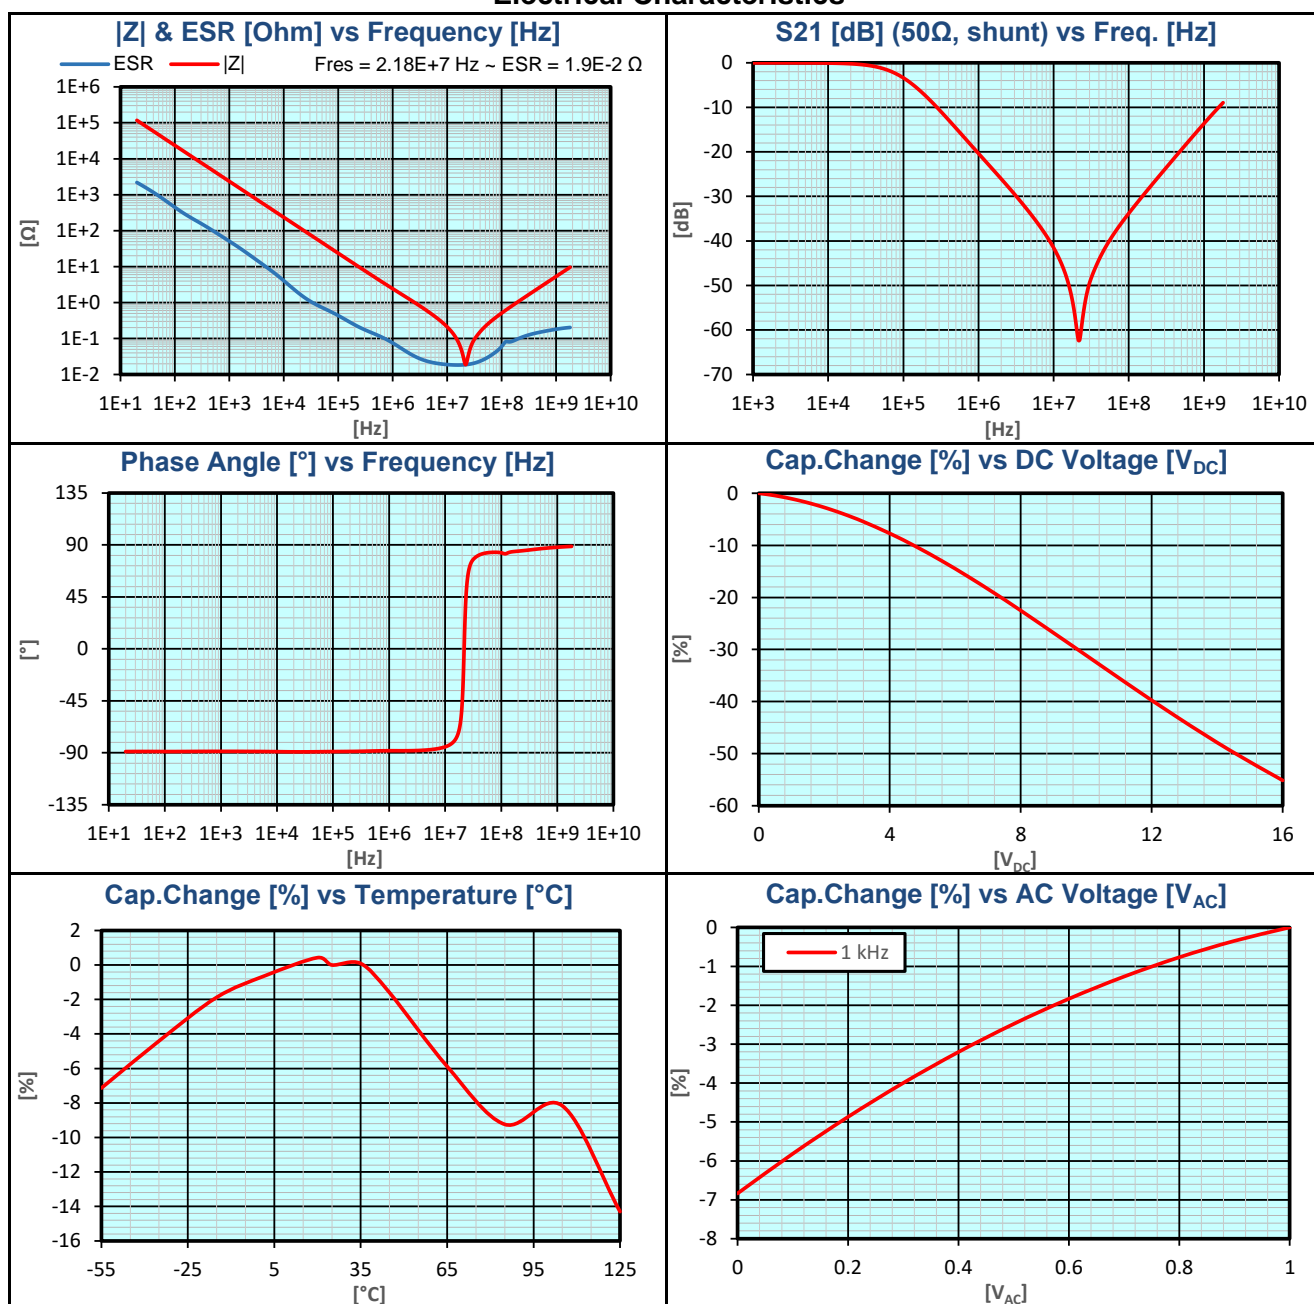 Electrical Characteristics
|Z| & ESR [Ohm] vs Frequency [Hz]
ESR |Z| Fres = 2.18E+7 Hz ~ ESR = 1.9E-2 Ω
1E+6
1E+5
1E+4
1E+3
1E+2
1E+1
1E+0
1E-1
1E-2
[Ω]
1E+1 1E+2 1E+3 1E+4 1E+5 1E+6 1E+7 1E+8 1E+9 1E+10
[Hz]
S21 [dB] (50Ω, shunt) vs Freq. [Hz]
0
-10
-20
-30
-40
-50
-60
-70
[dB]
1E+3 1E+4 1E+5 1E+6 1E+7 1E+8 1E+9 1E+10
[Hz]
Phase Angle [°] vs Frequency [Hz]
135
90
45
0
-45
-90
-135
[°]
1E+1 1E+2 1E+3 1E+4 1E+5 1E+6 1E+7 1E+8 1E+9 1E+10
[Hz]
Cap.Change [%] vs DC Voltage [VDC]
0
-10
-20
-30
-40
-50
-60
[%]
0 4 8 12 16
[VDC]
Cap.Change [%] vs Temperature [°C]
2
0
-2
-4
-6
-8
-10
-12
-14
-16
[%]
-55 -25 5 35 65 95 125
[°C]
Cap.Change [%] vs AC Voltage [VAC]
1 kHz
0
-1
-2
-3
-4
-5
-6
-7
-8
[%]
0 0.2 0.4 0.6 0.8 1
[VAC]